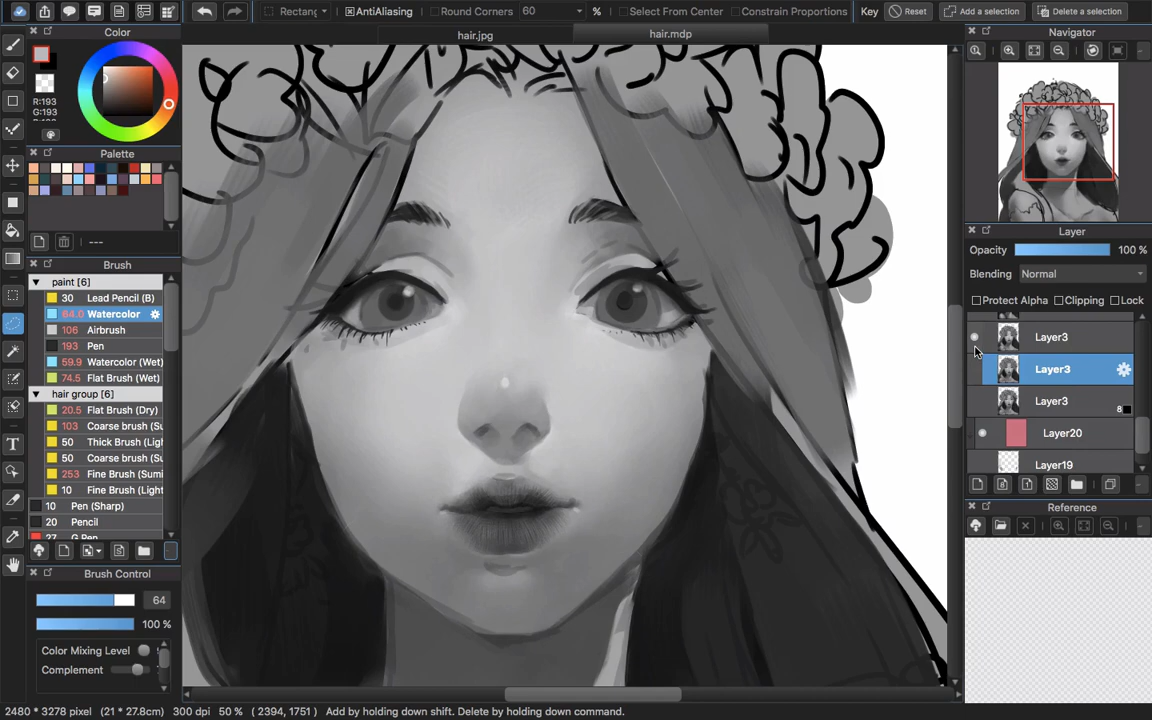 Rectang
AntiAliasing
Round Corners
60
%
Select From Center
Constrain Proportions
Key
Reset
Add a selection
Delete a selection
Color
R:193
G:193
Palette
---
Brush
paint [6]
30 Lead Pencil (B)
64.0 Watercolor
106 Airbrush
193 Pen
59.9 Watercolor (Wet)
74.5 Flat Brush (Wet)
hair group [6]
20.5 Flat Brush (Dry)
103 Coarse brush (Su
50 Thick Brush (Ligh
50 Coarse brush (Su
253 Fine Brush (Sumi
10 Fine Brush (Light
10 Pen (Sharp)
20 Pencil
Brush Control
64
100 %
Color Mixing Level
Complement
hair.jpg
hair.mdp
Navigator
Layer
Opacity 100 %
Blending Normal
Protect Alpha Clipping Lock
Layer3
Layer3
Layer3
8
Layer20
Layer19
Reference
2480 * 3278 pixel (21 * 27.8cm) 300 dpi 50 % ( 2394, 1751 ) Add by holding down shift. Delete by holding down command.